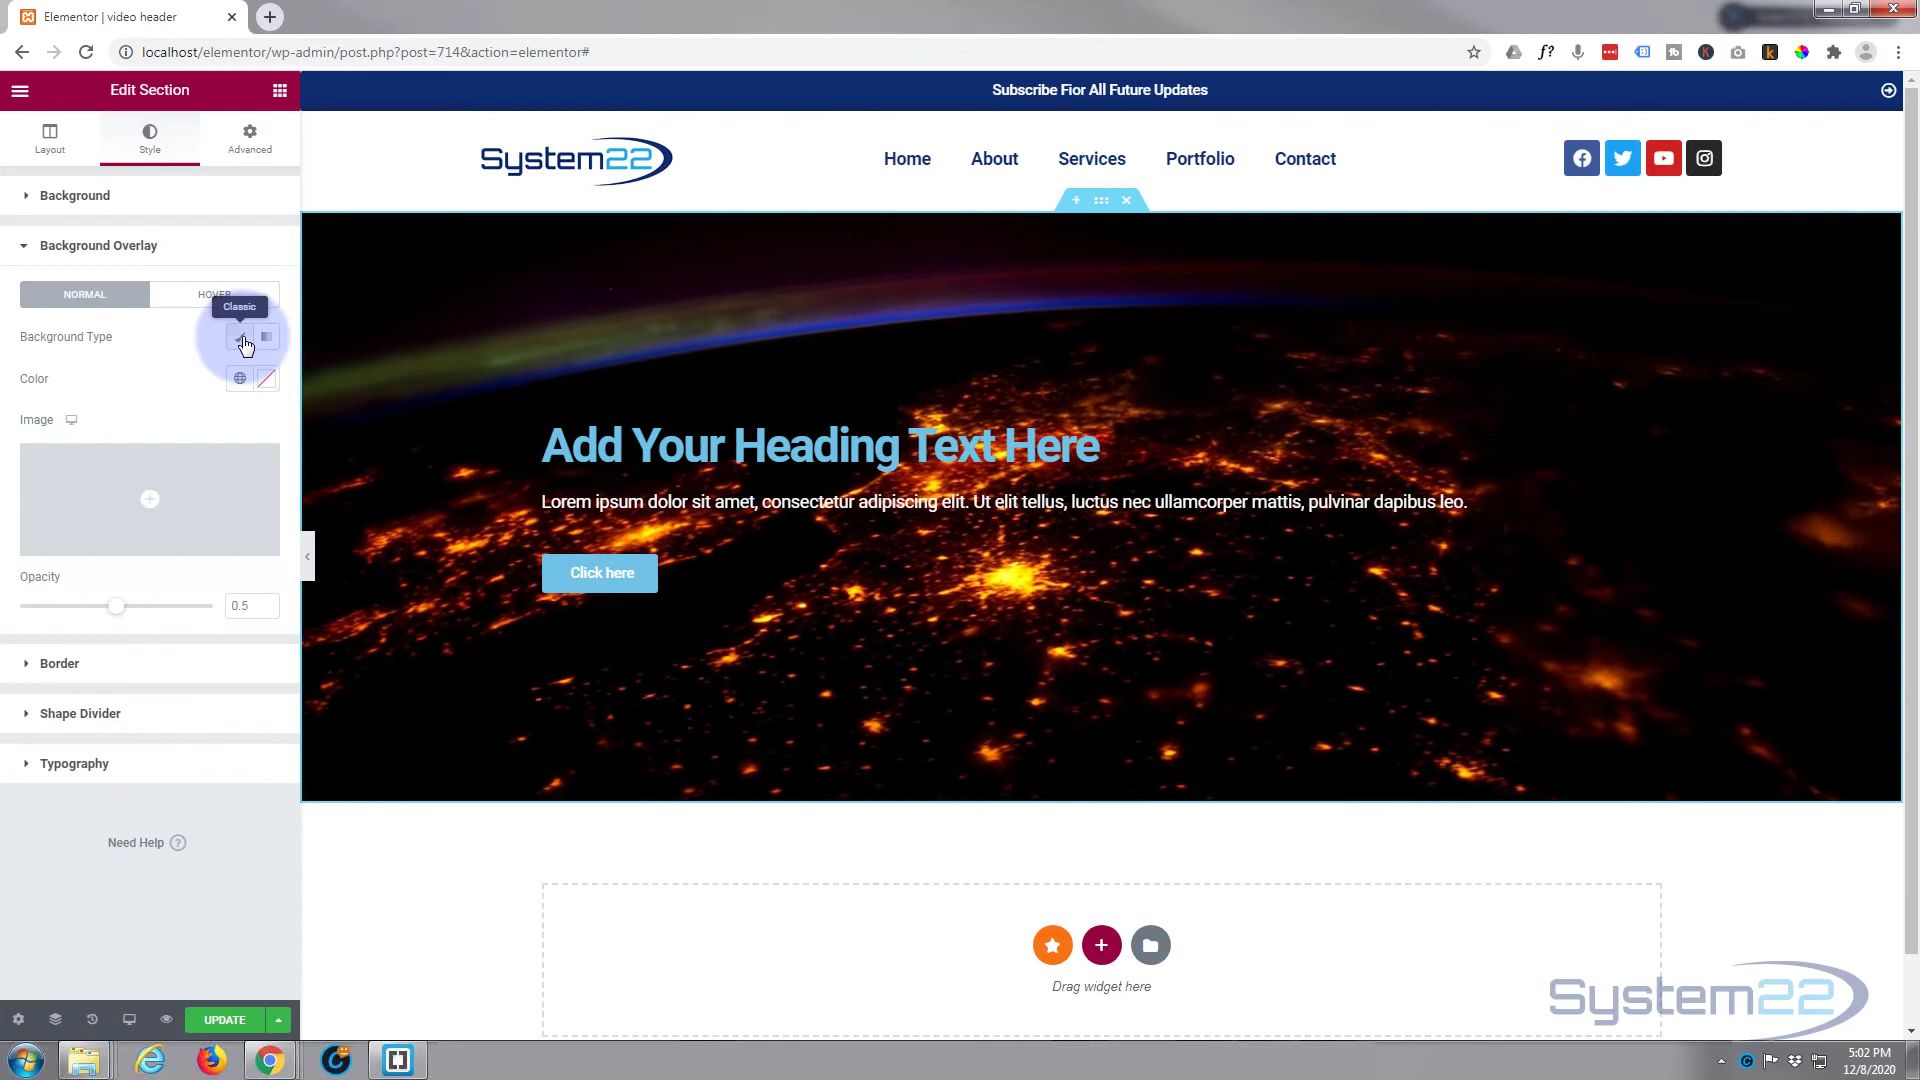 Elementor | video header
localhost/elementor/wp-admin/post.php?post=714&action=elementor#
Edit Section
Layout
Style
Advanced
Background
Background Overlay
NORMAL
HOVER
Classic
Background Type
Color
Image
Opacity
0.5
Border
Shape Divider
Typography
Need Help ?
UPDATE
Subscribe Fior All Future Updates
System22
Home About Services Portfolio Contact
Add Your Heading Text Here
Lorem ipsum dolor sit amet, consectetur adipiscing elit. Ut elit tellus, luctus nec ullamcorper mattis, pulvinar dapibus leo.
Click here
Drag widget here
System22
5:02 PM
12/8/2020